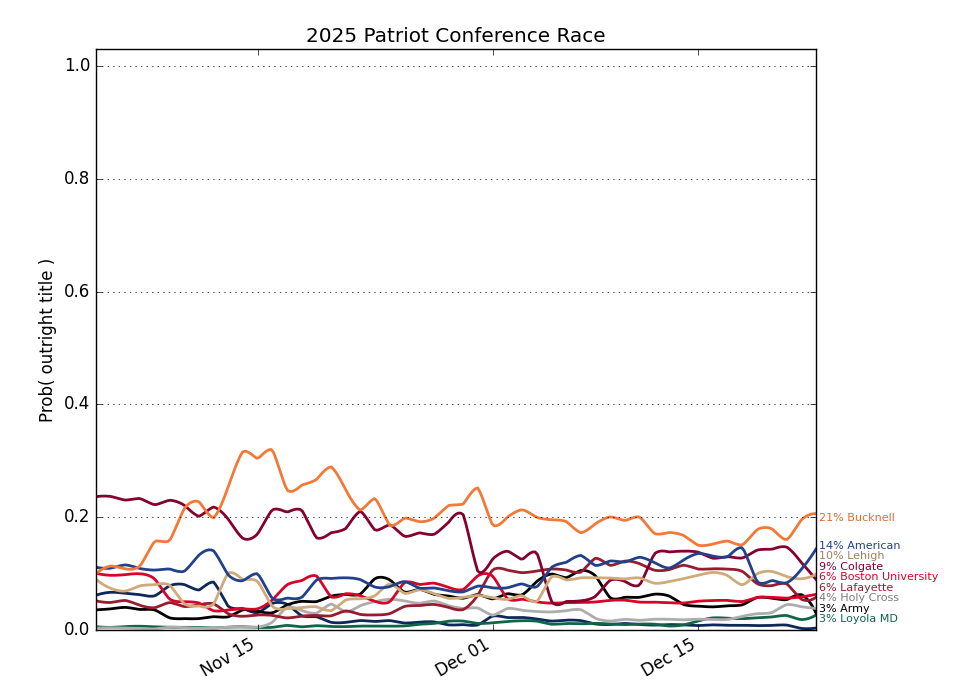 2025 Patriot Conference Race
Prob( outright title )
1.0
0.8
0.6
0.4
0.2
0.0
Nov 15
Dec 01
Dec 15
21% Bucknell
14% American
10% Lehigh
9% Colgate
6% Boston University
6% Lafayette
4% Holy Cross
3% Army
3% Loyola MD